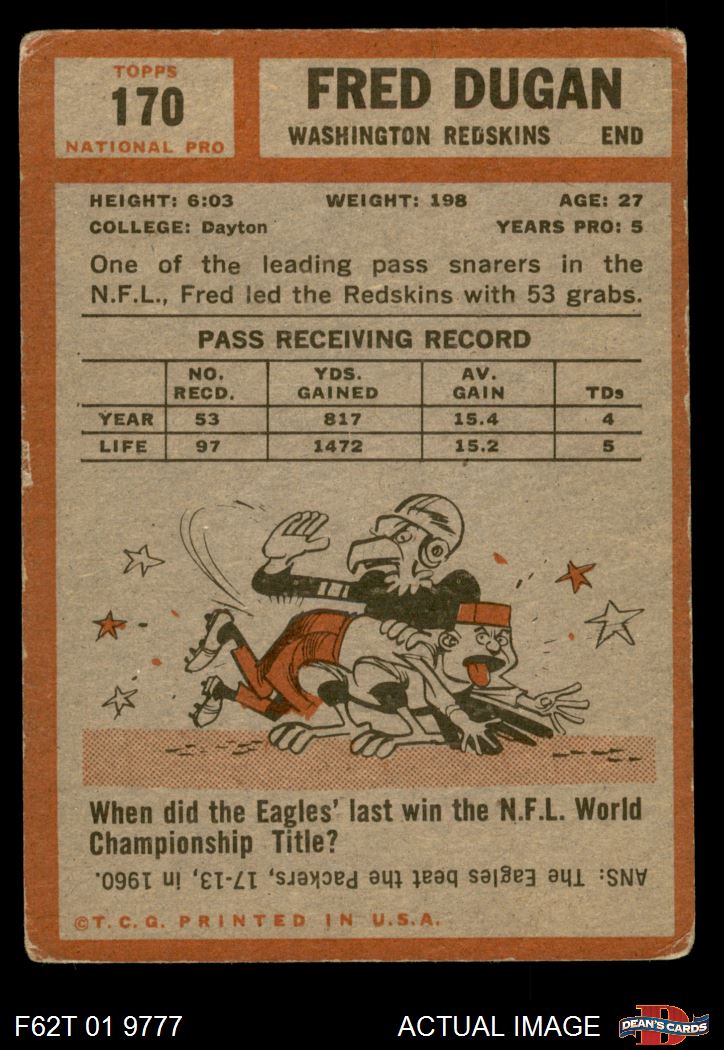 TOPPS
170
NATIONAL PRO
FRED DUGAN
WASHINGTON REDSKINS END
HEIGHT: 6:03 WEIGHT: 198 AGE: 27
COLLEGE: Dayton YEARS PRO: 5
One of the leading pass snarers in the
N.F.L., Fred led the Redskins with 53 grabs.
PASS RECEIVING RECORD
NO. RECD. YDS. GAINED AV. GAIN TDs
YEAR 53 817 15.4 4
LIFE 97 1472 15.2 5
When did the Eagles' last win the N.F.L. World
Championship Title?
ANS: The Eagles beat the Packers, 17-13, in 1960.
©T.C.G. PRINTED IN U.S.A.
F62T 01 9777 ACTUAL IMAGE
D
DEAN'S CARDS